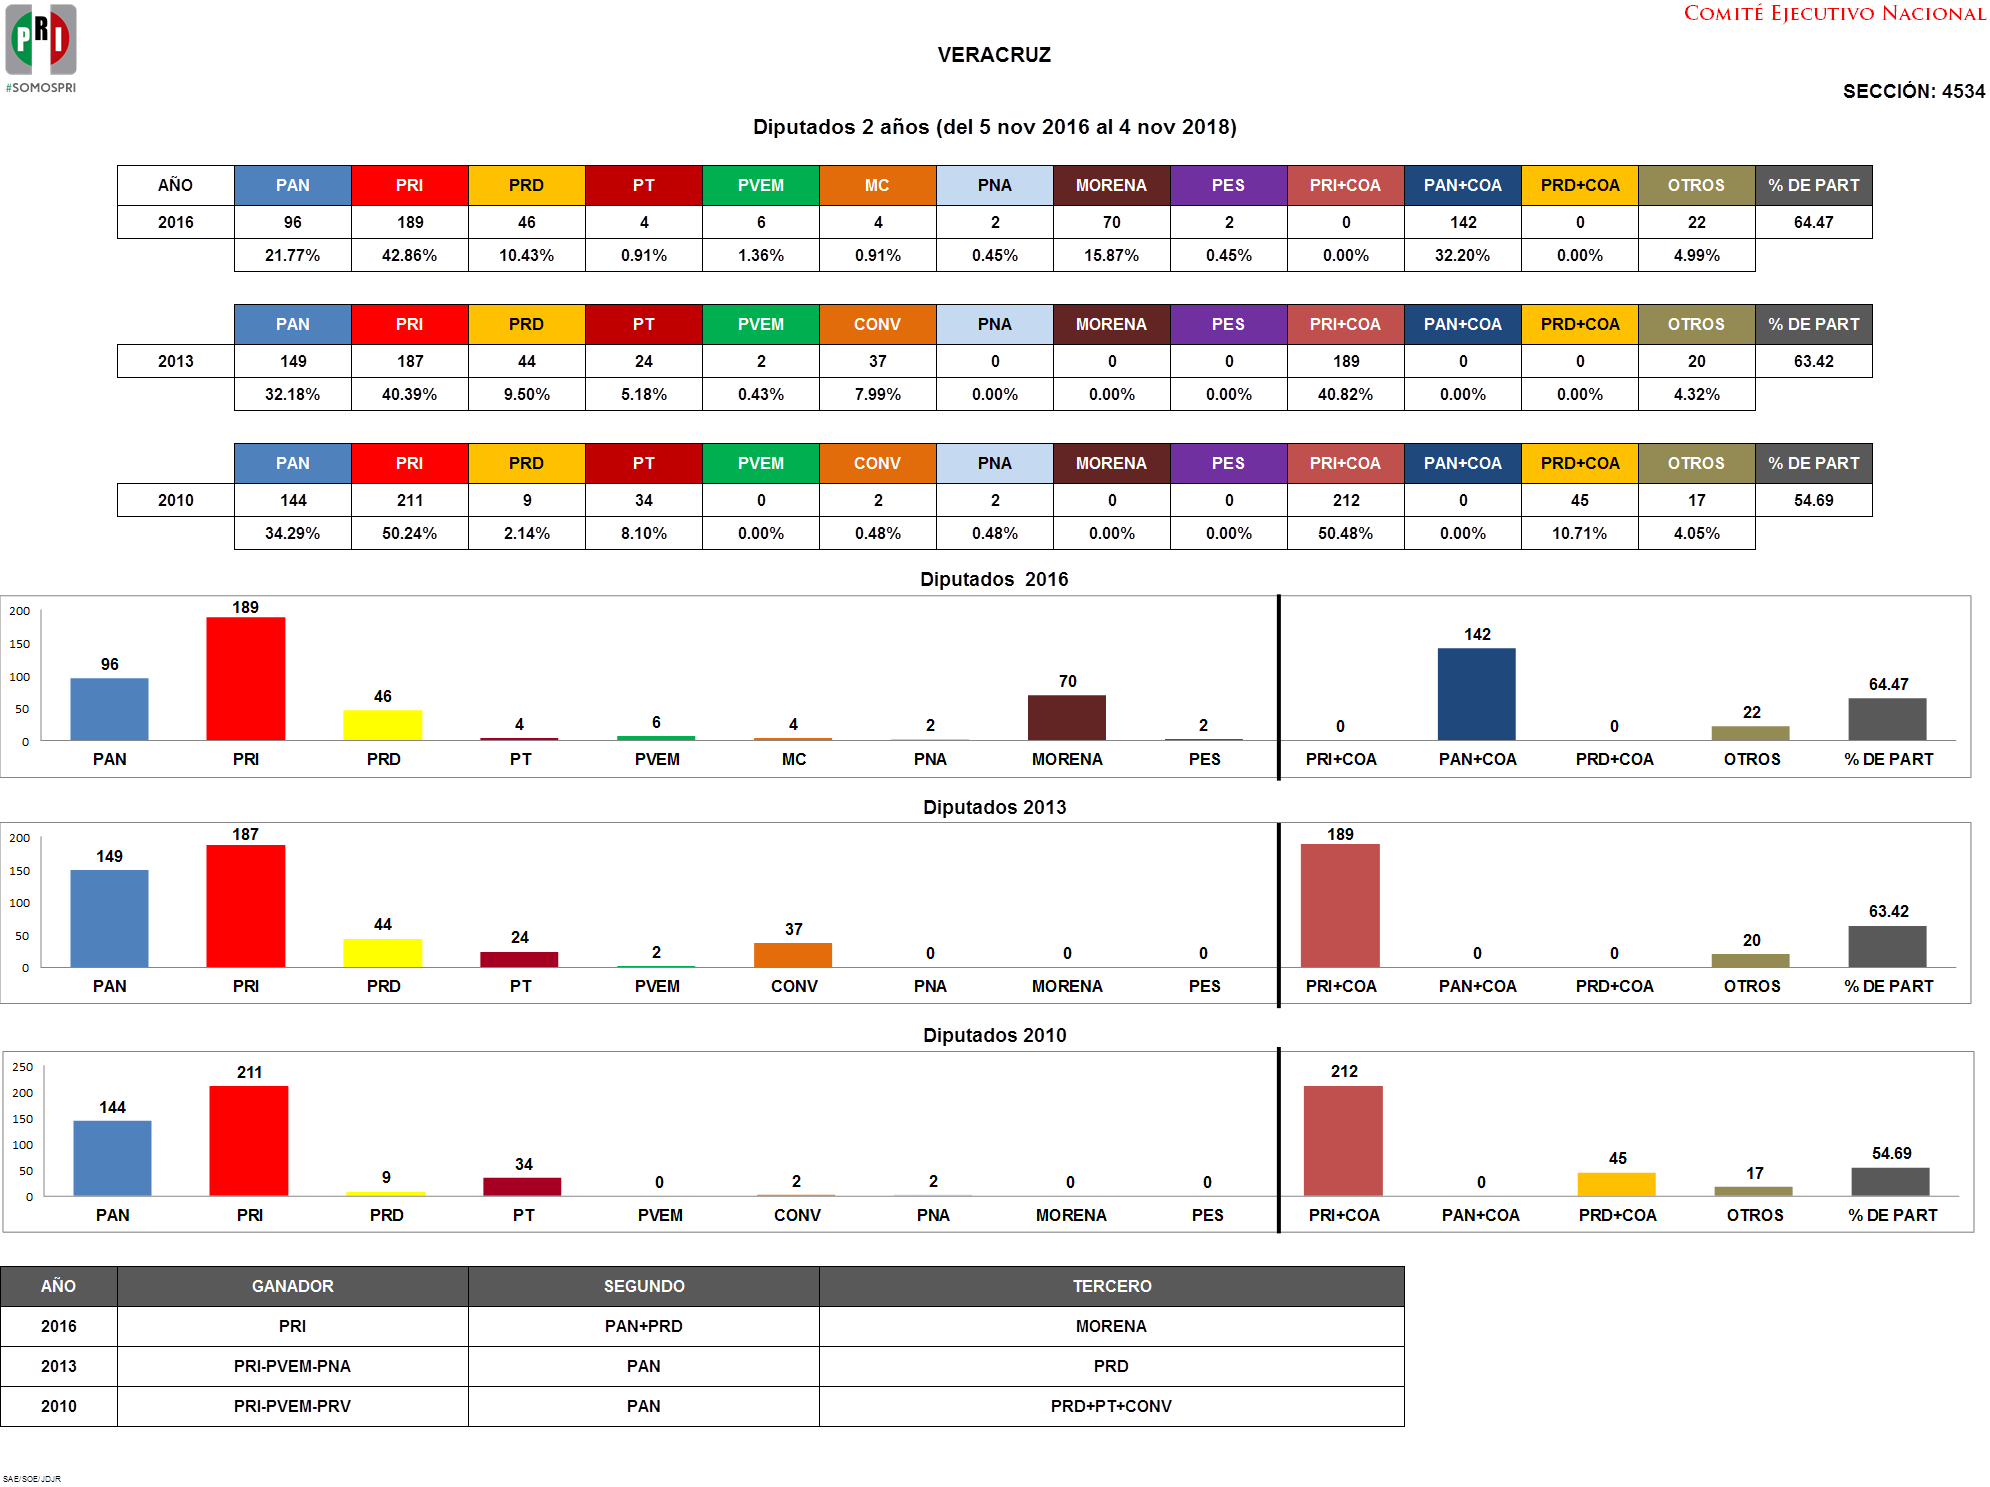 PRI
#SOMOSPRI
COMITÉ EJECUTIVO NACIONAL
VERACRUZ
SECCIÓN: 4534
Diputados 2 años (del 5 nov 2016 al 4 nov 2018)
AÑO PAN PRI PRD PT PVEM MC PNA MORENA PES PRI+COA PAN+COA PRD+COA OTROS % DE PART
2016 96 189 46 4 6 4 2 70 2 0 142 0 22 64.47
21.77% 42.86% 10.43% 0.91% 1.36% 0.91% 0.45% 15.87% 0.45% 0.00% 32.20% 0.00% 4.99%
PAN PRI PRD PT PVEM CONV PNA MORENA PES PRI+COA PAN+COA PRD+COA OTROS % DE PART
2013 149 187 44 24 2 37 0 0 0 189 0 0 20 63.42
32.18% 40.39% 9.50% 5.18% 0.43% 7.99% 0.00% 0.00% 0.00% 40.82% 0.00% 0.00% 4.32%
PAN PRI PRD PT PVEM CONV PNA MORENA PES PRI+COA PAN+COA PRD+COA OTROS % DE PART
2010 144 211 9 34 0 2 2 0 0 212 0 45 17 54.69
34.29% 50.24% 2.14% 8.10% 0.00% 0.48% 0.48% 0.00% 0.00% 50.48% 0.00% 10.71% 4.05%
Diputados 2016
200
150
100
50
0
96 189 46 4 6 4 2 70 2 0 142 0 22 64.47
PAN PRI PRD PT PVEM MC PNA MORENA PES PRI+COA PAN+COA PRD+COA OTROS % DE PART
Diputados 2013
200
150
100
50
0
149 187 44 24 2 37 0 0 0 189 0 0 20 63.42
PAN PRI PRD PT PVEM CONV PNA MORENA PES PRI+COA PAN+COA PRD+COA OTROS % DE PART
Diputados 2010
250
200
150
100
50
0
144 211 9 34 0 2 2 0 0 212 0 45 17 54.69
PAN PRI PRD PT PVEM CONV PNA MORENA PES PRI+COA PAN+COA PRD+COA OTROS % DE PART
AÑO GANADOR SEGUNDO TERCERO
2016 PRI PAN+PRD MORENA
2013 PRI-PVEM-PNA PAN PRD
2010 PRI-PVEM-PRV PAN PRD+PT+CONV
SAE/SOE/JDJR